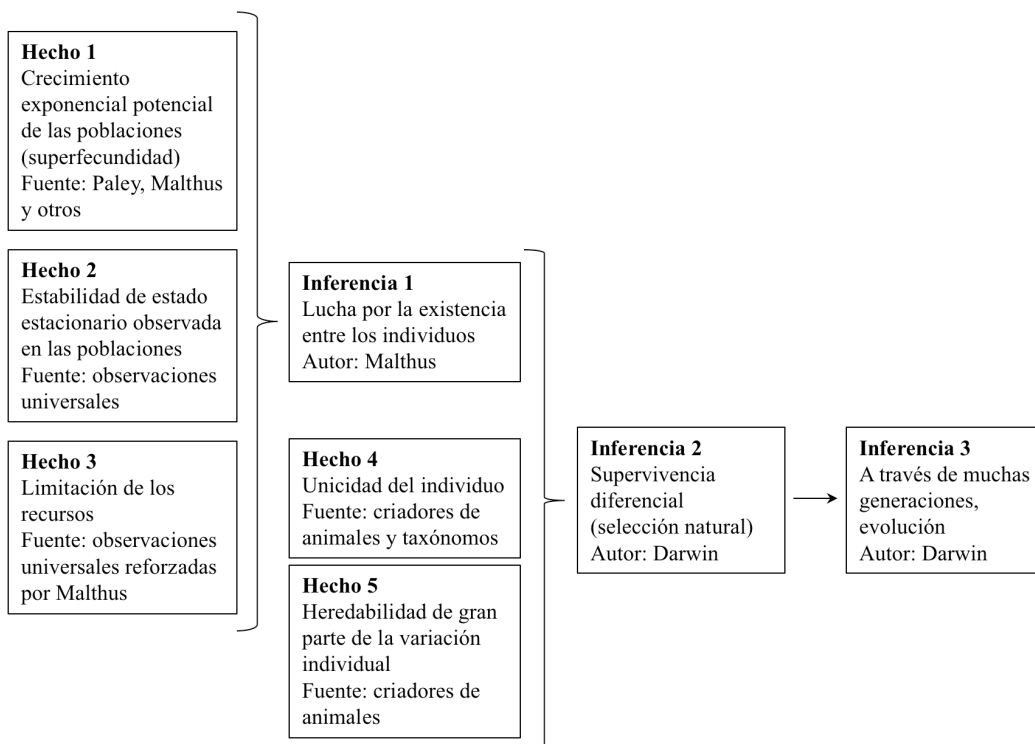 Hecho 1
Crecimiento
exponencial potencial
de las poblaciones
(superfecundidad)
Fuente: Paley, Malthus
y otros
Hecho 2
Estabilidad de estado
estacionario observada
en las poblaciones
Fuente: observaciones
universales
Hecho 3
Limitación de los
recursos
Fuente: observaciones
universales reforzadas
por Malthus
Inferencia 1
Lucha por la existencia
entre los individuos
Autor: Malthus
Hecho 4
Unicidad del individuo
Fuente: criadores de
animales y taxónomos
Hecho 5
Heredabilidad de gran
parte de la variación
individual
Fuente: criadores de
animales
Inferencia 2
Supervivencia
diferencial
(selección natural)
Autor: Darwin
Inferencia 3
A través de muchas
generaciones,
evolución
Autor: Darwin